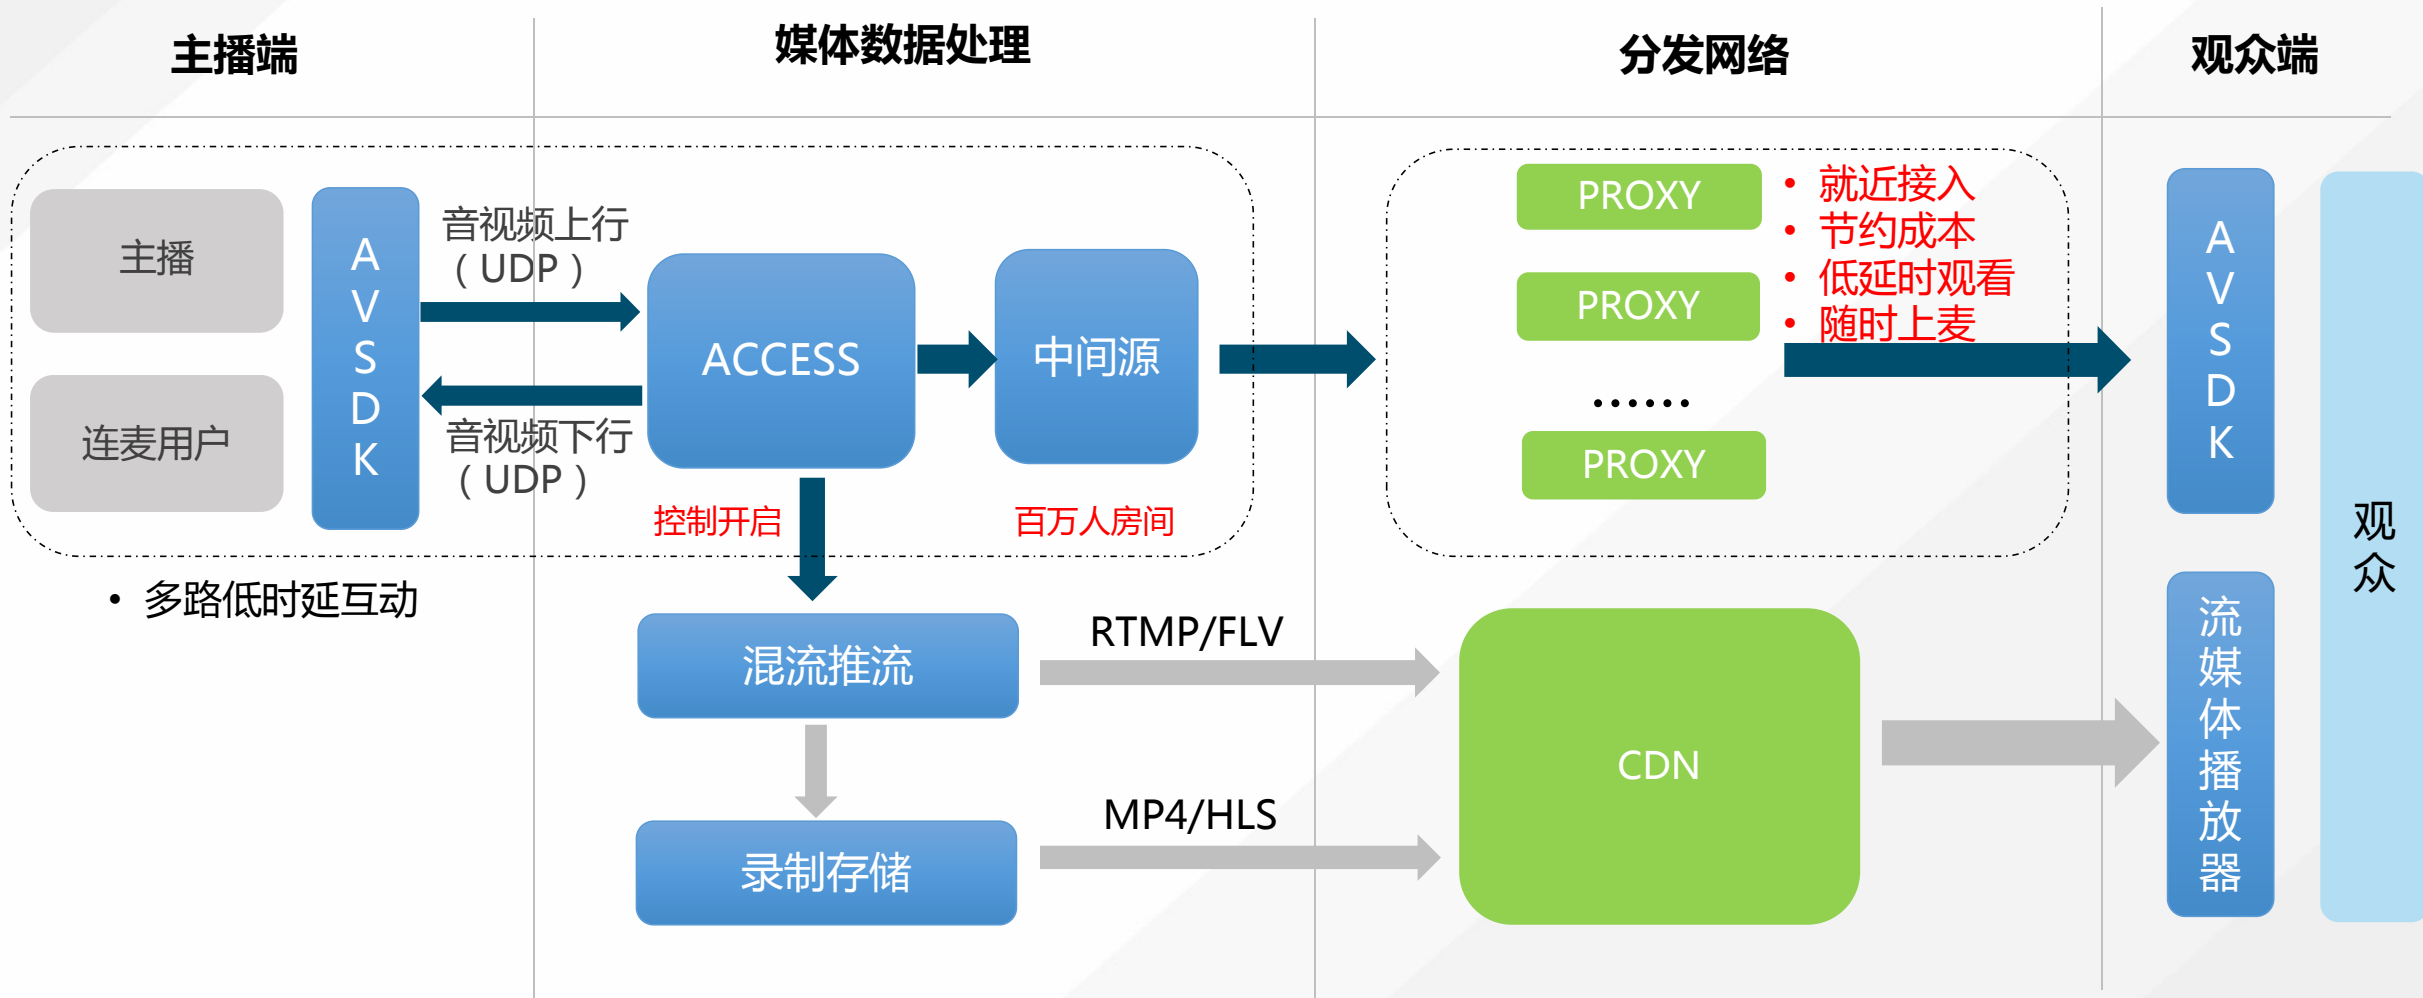 主播端
媒体数据处理
分发网络
观众端
主播
连麦用户
A
V
S
D
K
音视频上行
（UDP）
音视频下行
（UDP）
ACCESS
中间源
控制开启
百万人房间
• 多路低时延互动
混流推流
录制存储
RTMP/FLV
MP4/HLS
PROXY
PROXY
......
PROXY
• 就近接入
• 节约成本
• 低延时观看
• 随时上麦
CDN
A
V
S
D
K
流
媒
体
播
放
器
观
众